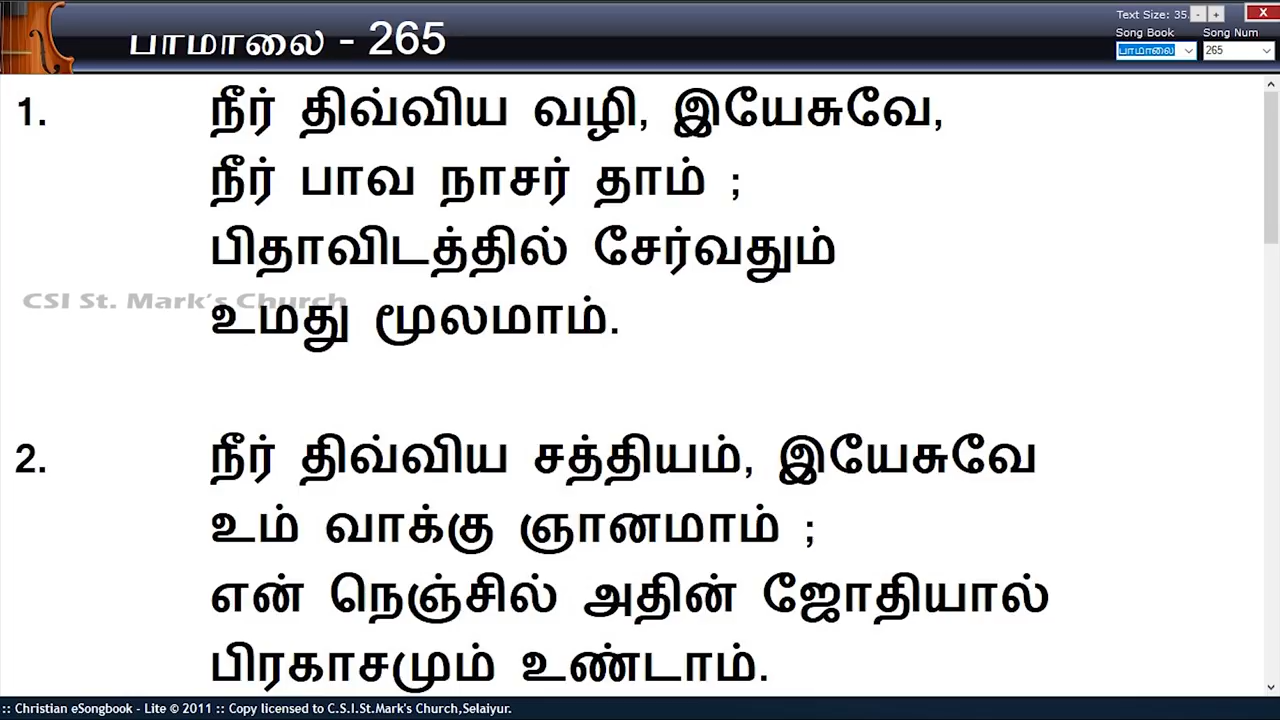 பாமாலை - 265
Text Size: 35.
- +
X
Song Book
Song Num
பாமாலை
265
1. நீர் திவ்விய வழி, இயேசுவே,
நீர் பாவ நாசர் தாம் ;
பிதாவிடத்தில் சேர்வதும்
CSI St. Mark's Church
உமது மூலமாம்.
2. நீர் திவ்விய சத்தியம், இயேசுவே
உம் வாக்கு ஞானமாம் ;
என் நெஞ்சில் அதின் ஜோதியால்
பிரகாசமும் உண்டாம்.
:: Christian eSongbook - Lite © 2011 :: Copy licensed to C.S.I.St.Mark's Church,Selaiyur.